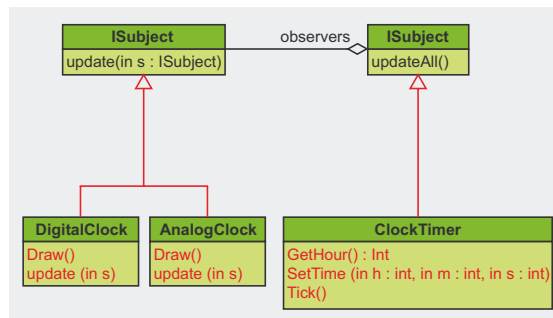 ISubject
update(in s : ISubject)
observers
ISubject
updateAll()
DigitalClock
Draw()
update (in s)
AnalogClock
Draw()
update (in s)
ClockTimer
GetHour() : Int
SetTime (in h : int, in m : int, in s : int)
Tick()